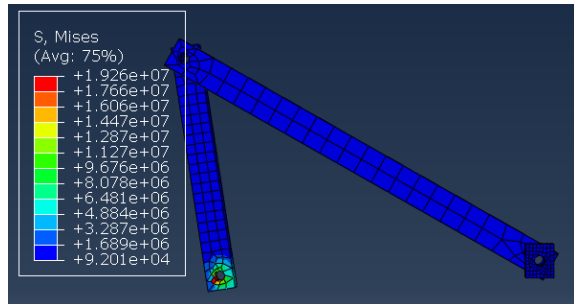 S, Mises
(Avg: 75%)
+1.926e+07
+1.766e+07
+1.606e+07
+1.447e+07
+1.287e+07
+1.127e+07
+9.676e+06
+8.078e+06
+6.481e+06
+4.884e+06
+3.287e+06
+1.689e+06
+9.201e+04